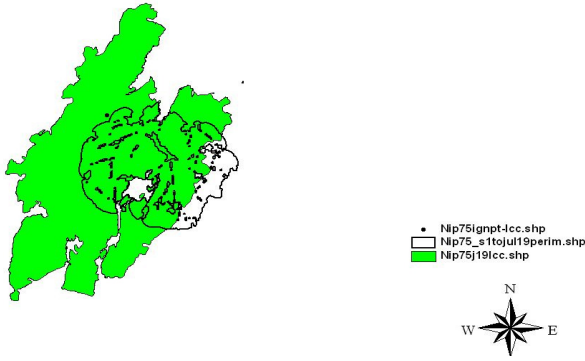 Nip75ignpt-lcc.shp
Nip75_s1tojul19perim.shp
Nip75j19lcc.shp
N
W E
S